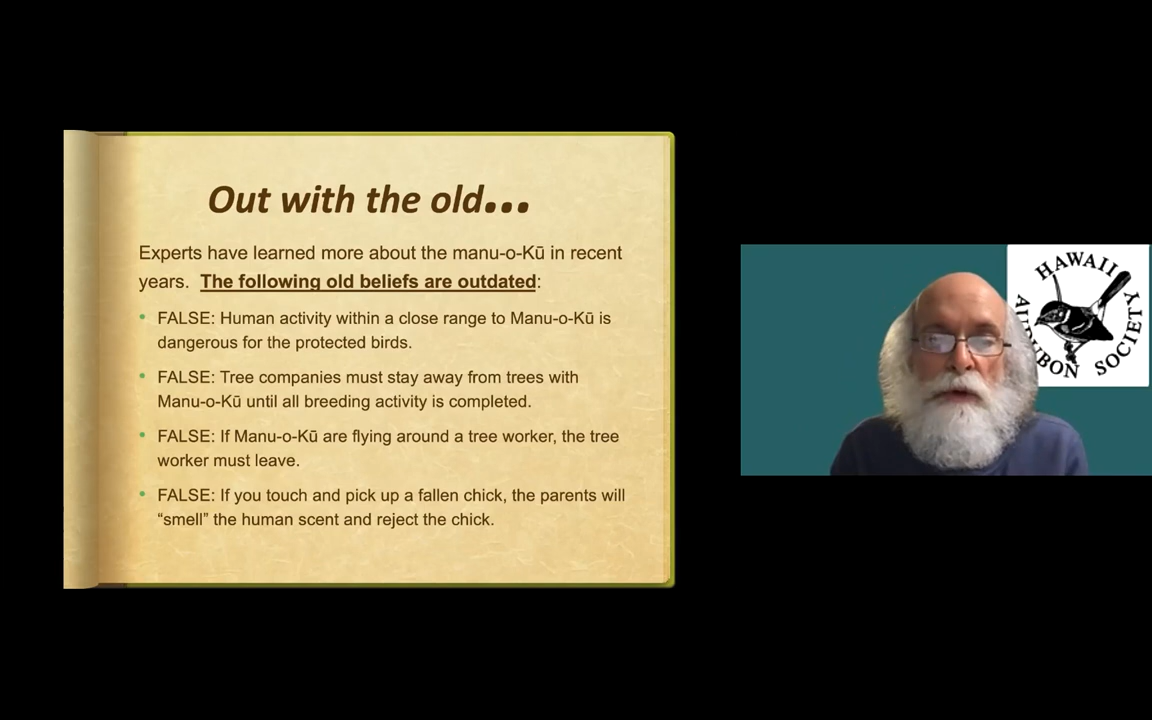 Out with the old...
Experts have learned more about the manu-o-Kū in recent
years. The following old beliefs are outdated:
• FALSE: Human activity within a close range to Manu-o-Kū is
dangerous for the protected birds.
• FALSE: Tree companies must stay away from trees with
Manu-o-Kū until all breeding activity is completed.
• FALSE: If Manu-o-Kū are flying around a tree worker, the tree
worker must leave.
• FALSE: If you touch and pick up a fallen chick, the parents will
“smell” the human scent and reject the chick.
HAWAII
AUDUBON SOCIETY